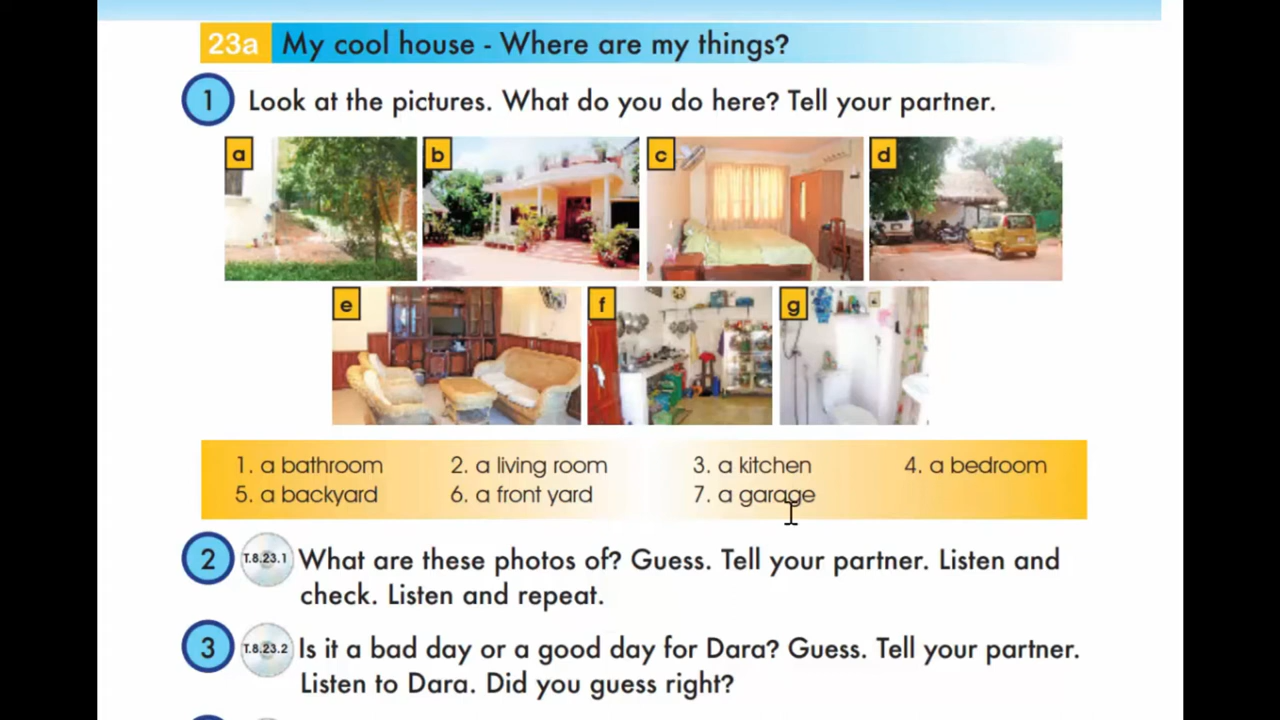 23a My cool house - Where are my things?
1 Look at the pictures. What do you do here? Tell your partner.
a b c d
e f g
1. a bathroom 2. a living room 3. a kitchen 4. a bedroom
5. a backyard 6. a front yard 7. a garage
2 T.8.23.1 What are these photos of? Guess. Tell your partner. Listen and
check. Listen and repeat.
3 T.8.23.2 Is it a bad day or a good day for Dara? Guess. Tell your partner.
Listen to Dara. Did you guess right?